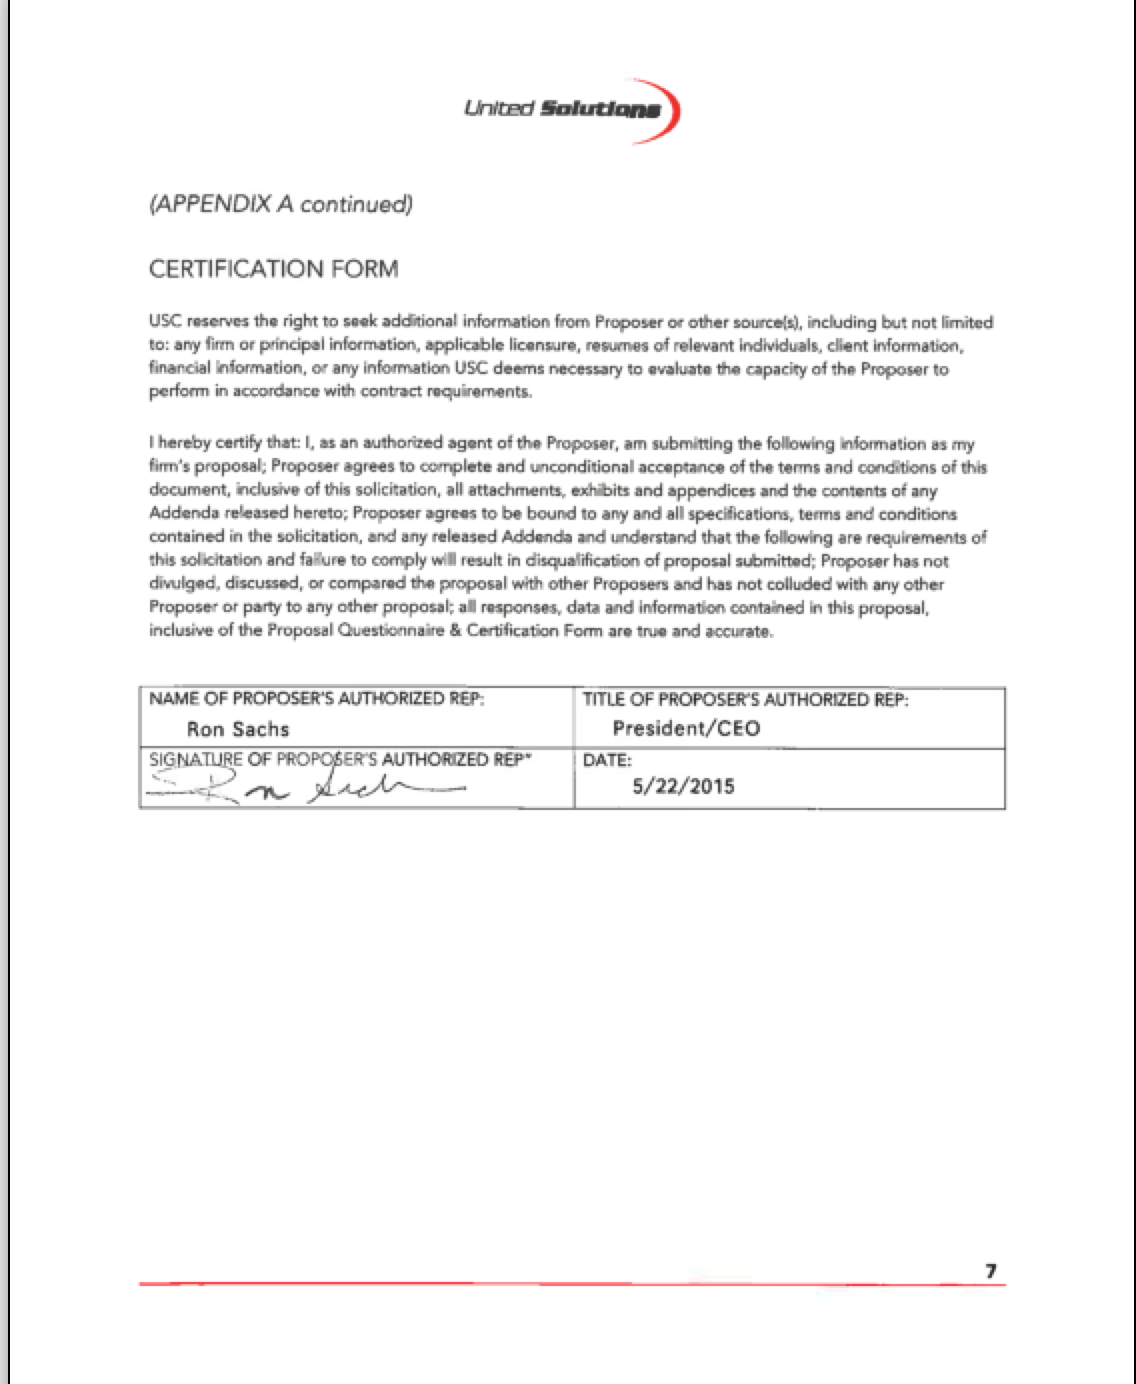 United Solutions
(APPENDIX A continued)
CERTIFICATION FORM
USC reserves the right to seek additional information from Proposer or other source(s), including but not limited
to: any firm or principal information, applicable licensure, resumes of relevant individuals, client information,
financial information, or any information USC deems necessary to evaluate the capacity of the Proposer to
perform in accordance with contract requirements.
I hereby certify that: I, as an authorized agent of the Proposer, am submitting the following information as my
firm's proposal; Proposer agrees to complete and unconditional acceptance of the terms and conditions of this
document, inclusive of this solicitation, all attachments, exhibits and appendices and the contents of any
Addenda released hereto; Proposer agrees to be bound to any and all specifications, terms and conditions
contained in the solicitation, and any released Addenda and understand that the following are requirements of
this solicitation and failure to comply will result in disqualification of proposal submitted; Proposer has not
divulged, discussed, or compared the proposal with other Proposers and has not colluded with any other
Proposer or party to any other proposal; all responses, data and information contained in this proposal,
inclusive of the Proposal Questionnaire & Certification Form are true and accurate.
NAME OF PROPOSER'S AUTHORIZED REP:
Ron Sachs
TITLE OF PROPOSER'S AUTHORIZED REP:
President/CEO
SIGNATURE OF PROPOSER'S AUTHORIZED REP*
Ron Sachs
DATE:
5/22/2015
7